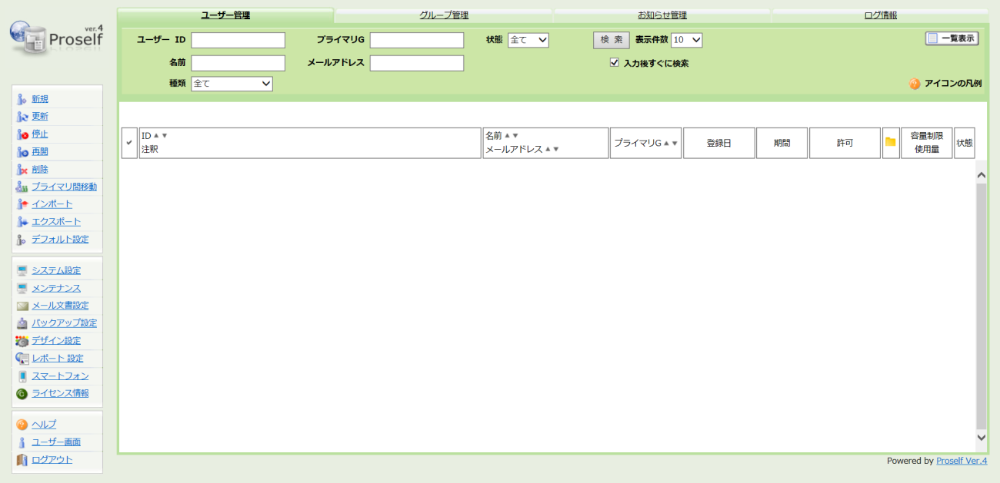 ver.4
Proself
ユーザー管理
グループ管理
お知らせ管理
ログ情報
ユーザー ID
プライマリG
状態 全て
検 索
表示件数 10
一覧表示
名前
メールアドレス
入力後すぐに検索
種類 全て
アイコンの凡例
新規
更新
停止
再開
削除
プライマリ間移動
インポート
エクスポート
デフォルト設定
システム設定
メンテナンス
メール文書設定
バックアップ設定
デザイン設定
レポート 設定
スマートフォン
ライセンス情報
ヘルプ
ユーザー画面
ログアウト
ID ▲ ▼
注釈
名前 ▲ ▼
メールアドレス ▲ ▼
プライマリG ▲ ▼
登録日
期間
許可
容量制限
使用量
状態
Powered by Proself Ver.4